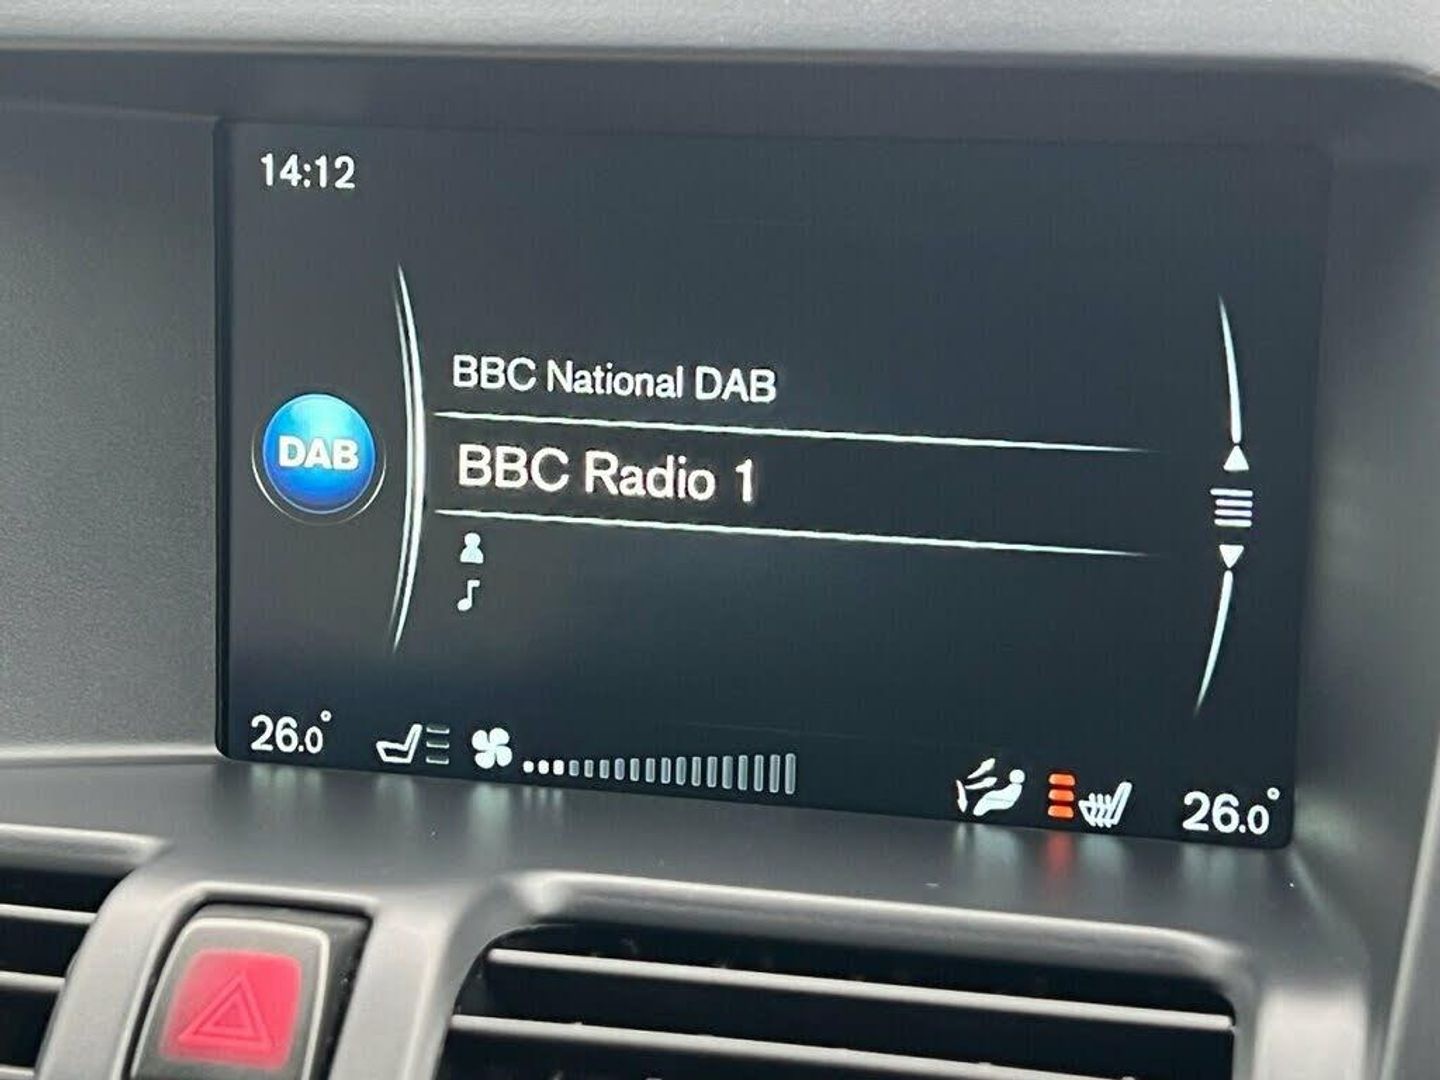 14:12
BBC National DAB
DAB
BBC Radio 1
26.0°
26.0°